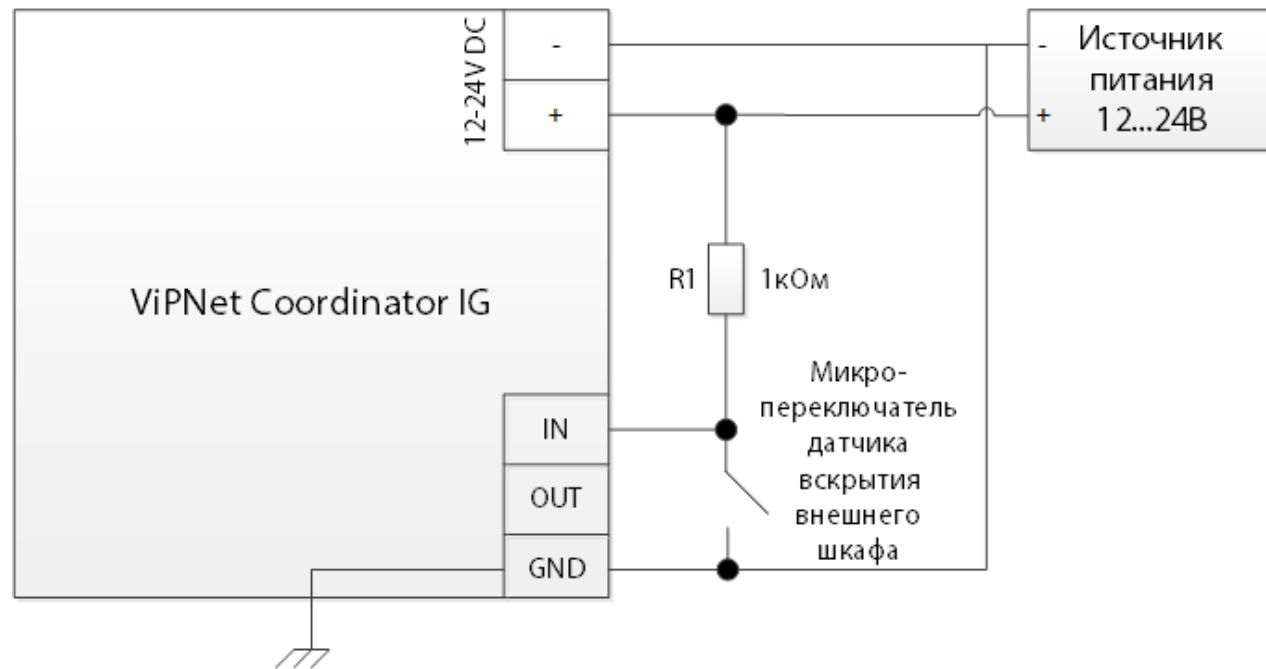 12-24V DC
-
+
-
+
Источник
питания
12...24В
ViPNet Coordinator IG
R1
1кОм
Микро-
переключатель
датчика
вскрытия
внешнего
шкафа
IN
OUT
GND